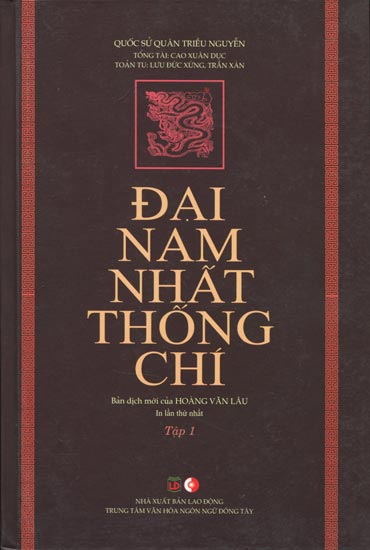 QUỐC SỬ QUÁN TRIỀU NGUYỄN
TỔNG TÀI: CAO XUÂN DỤC
TOẢN TU: LƯU ĐỨC XỨNG, TRẦN XÁN
ĐẠI
NAM
NHẤT
THỐNG
CHÍ
Bản dịch mới của HOÀNG VĂN LÂU
In lần thứ nhất
Tập 1
LĐ
NHÀ XUẤT BẢN LAO ĐỘNG
TRUNG TÂM VĂN HÓA NGÔN NGỮ ĐÔNG TÂY